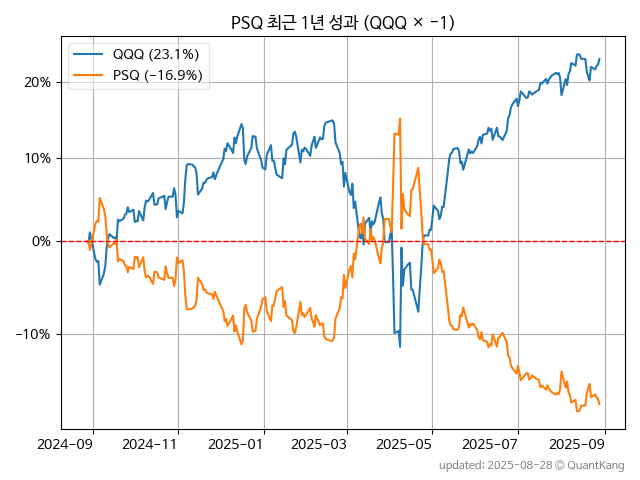 PSQ 최근 1년 성과 (QQQ × −1)
QQQ (23.1%)
PSQ (−16.9%)
20%
10%
0%
−10%
2024-09
2024-11
2025-01
2025-03
2025-05
2025-07
2025-09
updated: 2025-08-28 © QuantKang